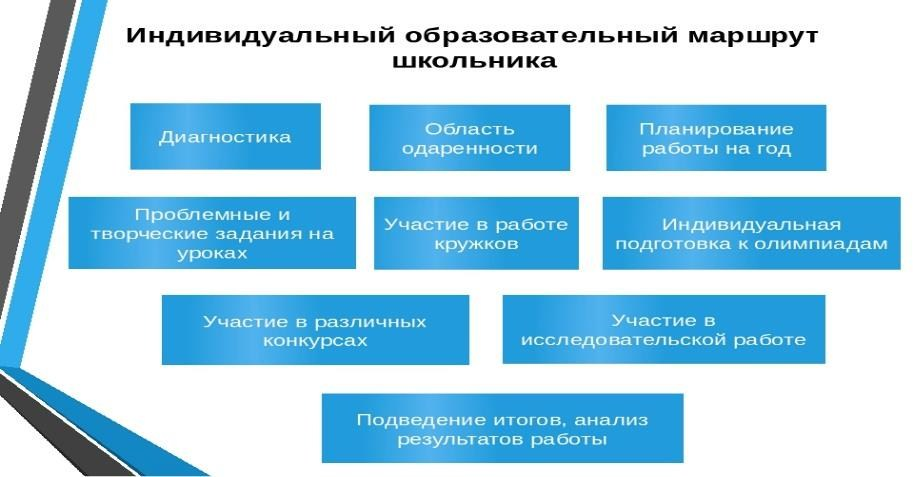 Индивидуальный образовательный маршрут
школьника
Диагностика
Область
одаренности
Планирование
работы на год
Проблемные и
творческие задания на
уроках
Участие в работе
кружков
Индивидуальная
подготовка к олимпиадам
Участие в различных
конкурсах
Участие в
исследовательской работе
Подведение итогов, анализ
результатов работы